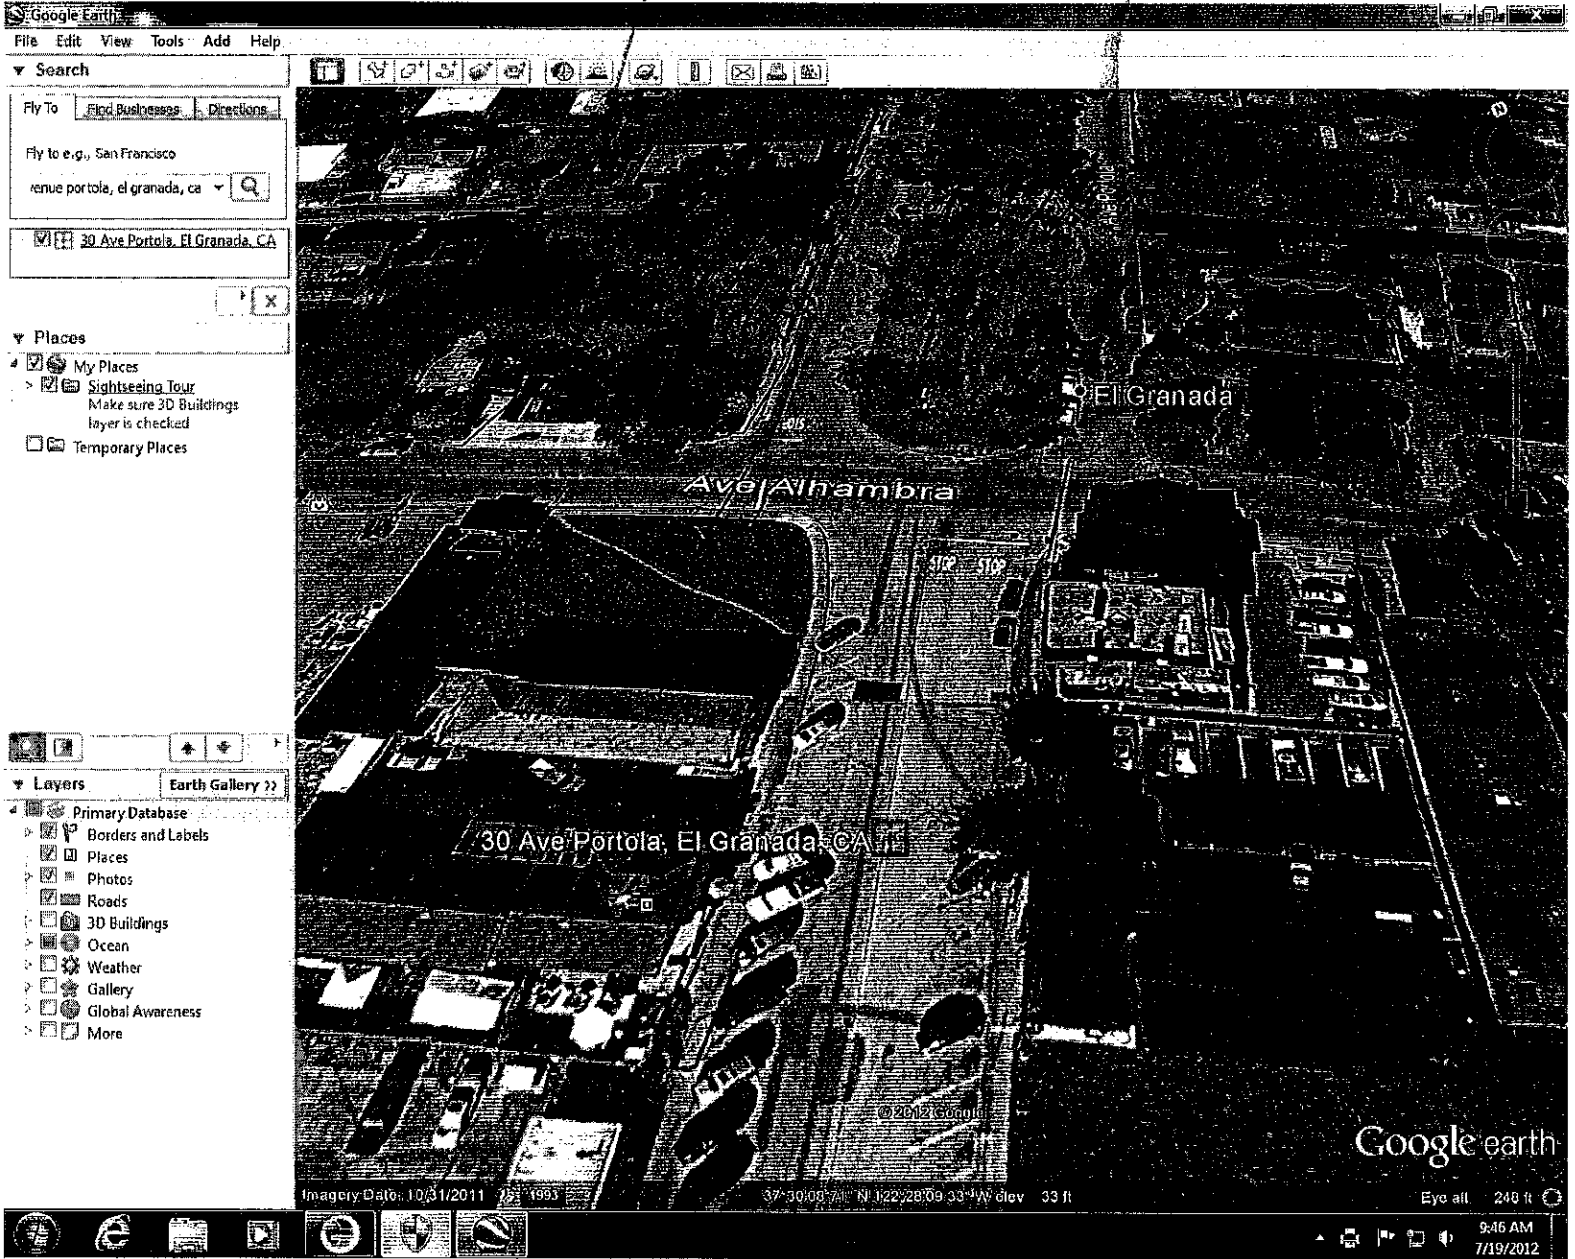 Google Earth
File Edit View Tools Add Help
Search
Fly To Find Businesses Directions
Fly to e.g., San Francisco
venue portola, el granada, ca
30 Ave Portola, El Granada, CA
Places
My Places
Sightseeing Tour
Make sure 3D Buildings
layer is checked
Temporary Places
Layers Earth Gallery >>
Primary Database
Borders and Labels
Places
Photos
Roads
3D Buildings
Ocean
Weather
Gallery
Global Awareness
More
N
El Granada
Ave Alhambra
STOP STOP
30 Ave Portola, El Granada, CA
© 2012 Google
Google earth
Imagery Date: 10/31/2011 1993 elev 33 ft Eye alt 248 ft
9:46 AM
7/19/2012